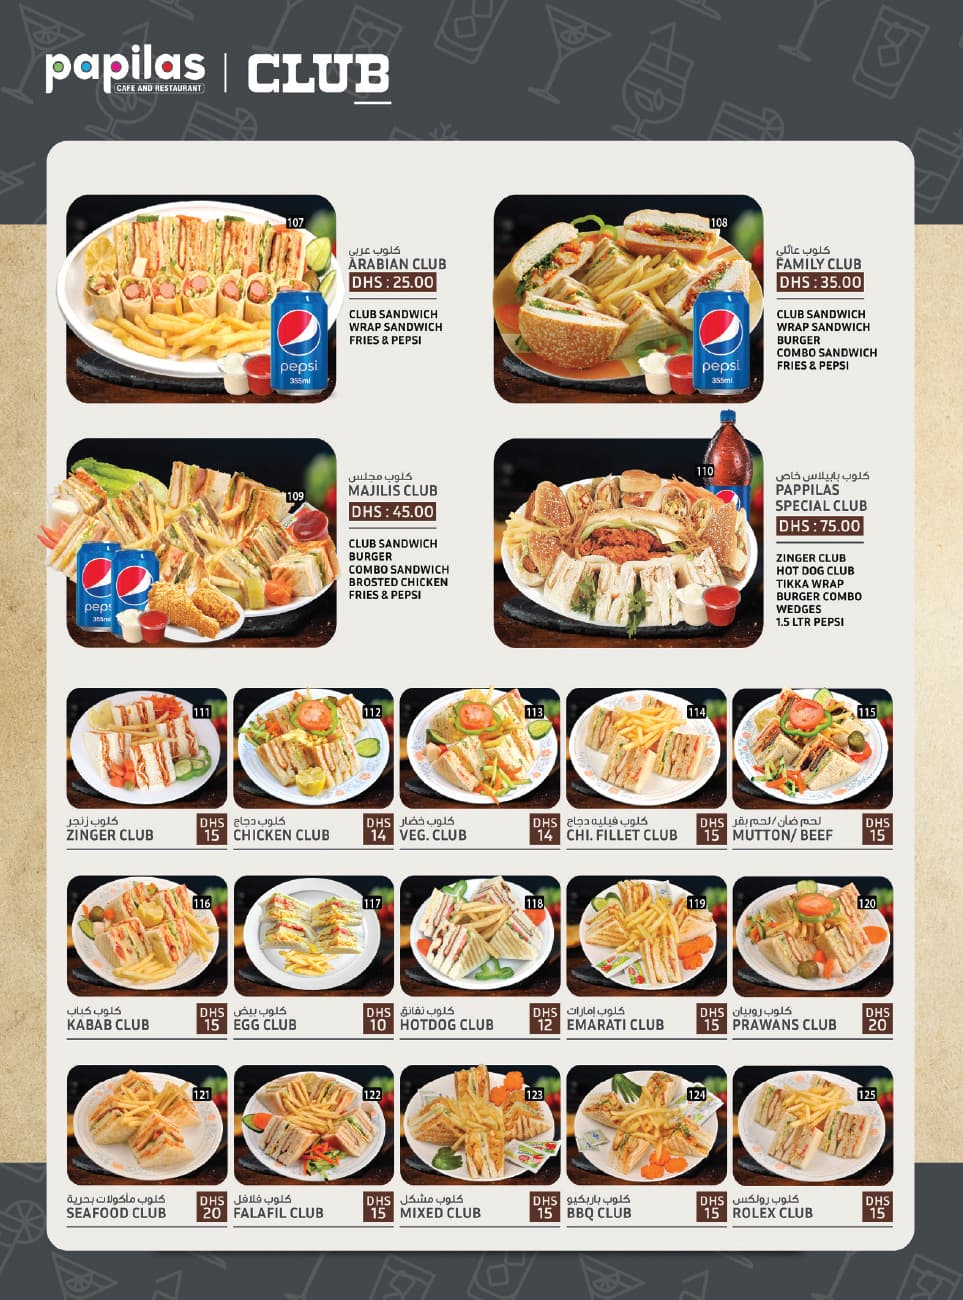 papilas
CAFE AND RESTAURANT
CLUB
107
pepsi
355ml
كلوب عربي
ARABIAN CLUB
DHS : 25.00
CLUB SANDWICH
WRAP SANDWICH
FRIES & PEPSI
108
pepsi
355ml
كلوب عائلي
FAMILY CLUB
DHS : 35.00
CLUB SANDWICH
WRAP SANDWICH
BURGER
COMBO SANDWICH
FRIES & PEPSI
109
355ml
pepsi
355ml
كلوب مجلس
MAJILIS CLUB
DHS : 45.00
CLUB SANDWICH
BURGER
COMBO SANDWICH
BROSTED CHICKEN
FRIES & PEPSI
110
كلوب بابيلاس خاص
PAPPILAS
SPECIAL CLUB
DHS : 75.00
ZINGER CLUB
HOT DOG CLUB
TIKKA WRAP
BURGER COMBO
WEDGES
1.5 LTR PEPSI
111
كلوب زنجر
ZINGER CLUB
DHS
15
112
كلوب دجاج
CHICKEN CLUB
DHS
14
113
كلوب خضار
VEG. CLUB
DHS
14
114
كلوب فيليه دجاج
CHI. FILLET CLUB
DHS
15
115
لحم ضأن/لحم بقر
MUTTON/ BEEF
DHS
15
116
كلوب كباب
KABAB CLUB
DHS
15
117
كلوب بيض
EGG CLUB
DHS
10
118
كلوب نقانق
HOTDOG CLUB
DHS
12
119
كلوب إمارات
EMARATI CLUB
DHS
15
120
كلوب روبيان
PRAWANS CLUB
DHS
20
121
كلوب مأكولات بحرية
SEAFOOD CLUB
DHS
20
122
كلوب فلافل
FALAFIL CLUB
DHS
15
123
كلوب مشكل
MIXED CLUB
DHS
15
124
كلوب باربكيو
BBQ CLUB
DHS
15
125
كلوب رولكس
ROLEX CLUB
DHS
15